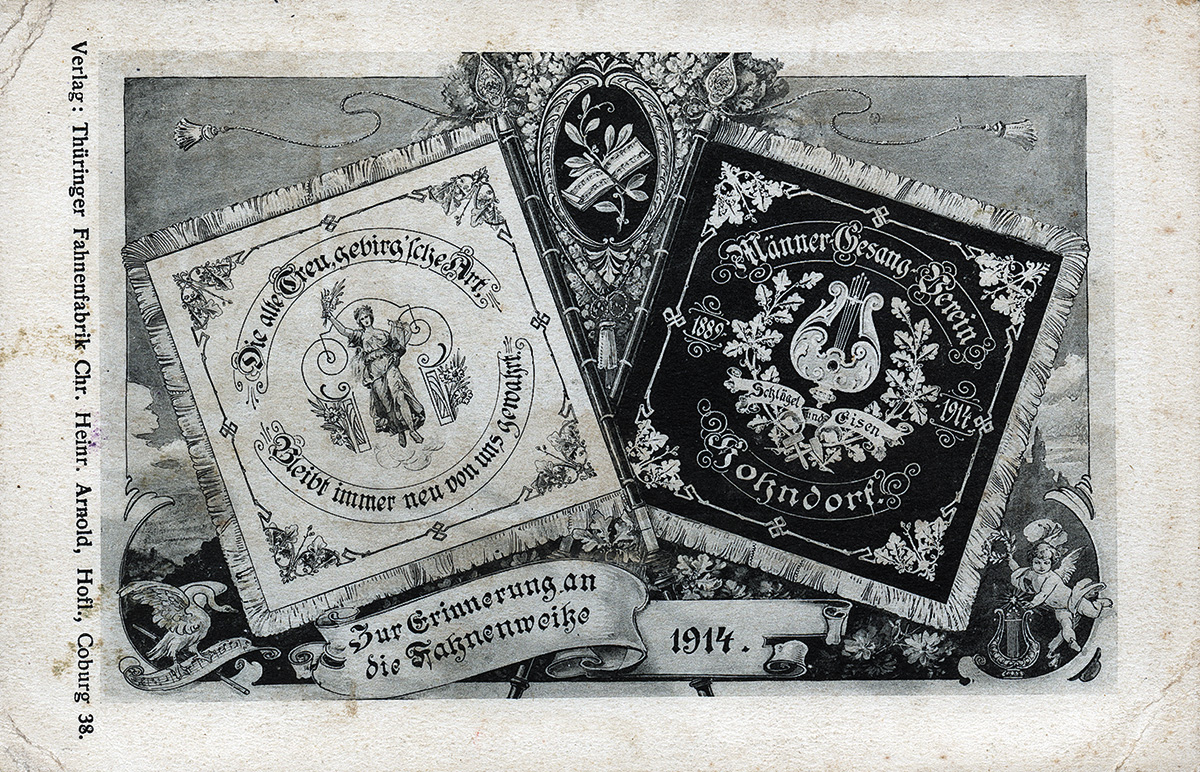 Verlag: Thüringer Fahnenfabrik Chr. Heinr. Arnold, Hofl., Coburg 38.
Die alte Treu, gebirg'sche Art,
Bleibt immer neu von uns gewahrt
Männer Gesang Verein
1889
1914
Schlägel und Eisen
Hohndorf.
Zur Erinnerung an
die Fahnenweihe
1914.